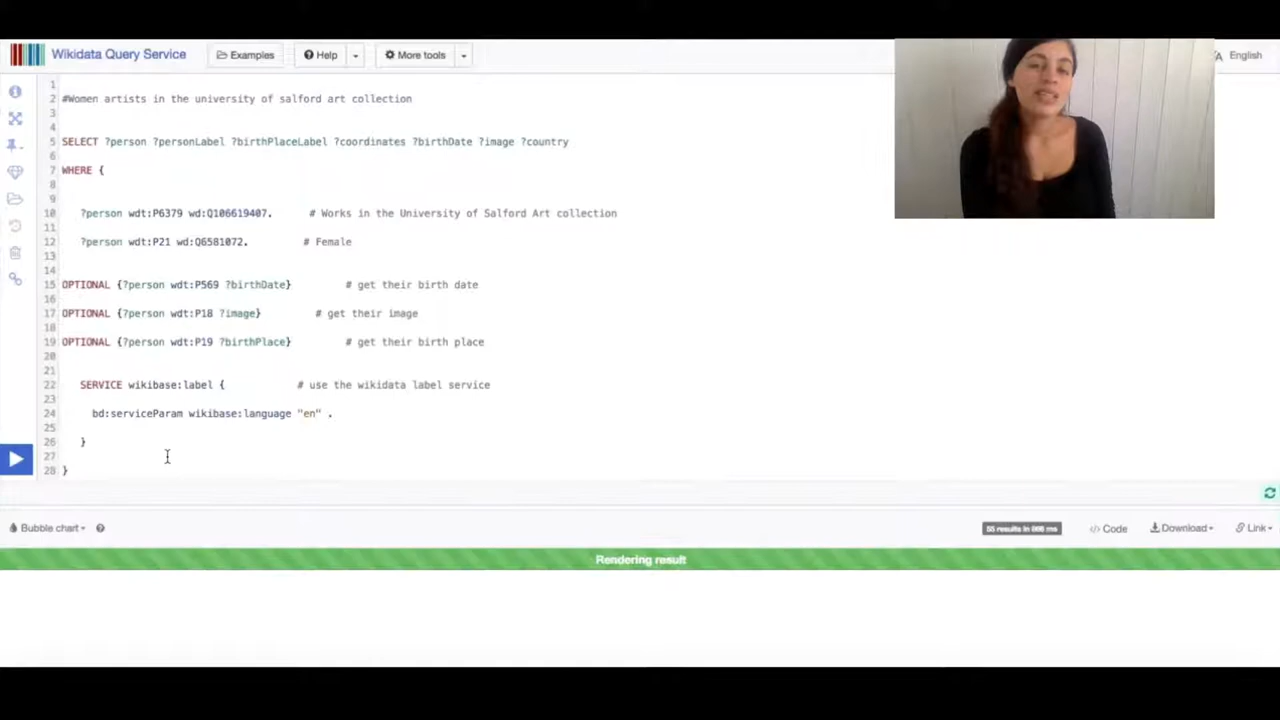 Wikidata Query Service Examples Help More tools English
1
2 #Women artists in the university of salford art collection
3
4
5 SELECT ?person ?personLabel ?birthPlaceLabel ?coordinates ?birthDate ?image ?country
6
7 WHERE {
8
9
10 ?person wdt:P6379 wd:Q106619407. # Works in the University of Salford Art collection
11
12 ?person wdt:P21 wd:Q6581072. # Female
13
14
15 OPTIONAL {?person wdt:P569 ?birthDate} # get their birth date
16
17 OPTIONAL {?person wdt:P18 ?image} # get their image
18
19 OPTIONAL {?person wdt:P19 ?birthPlace} # get their birth place
20
21
22 SERVICE wikibase:label { # use the wikidata label service
23
24 bd:serviceParam wikibase:language "en" .
25
26 }
27
28 }
Bubble chart 55 results in 866 ms </> Code Download Link
Rendering result